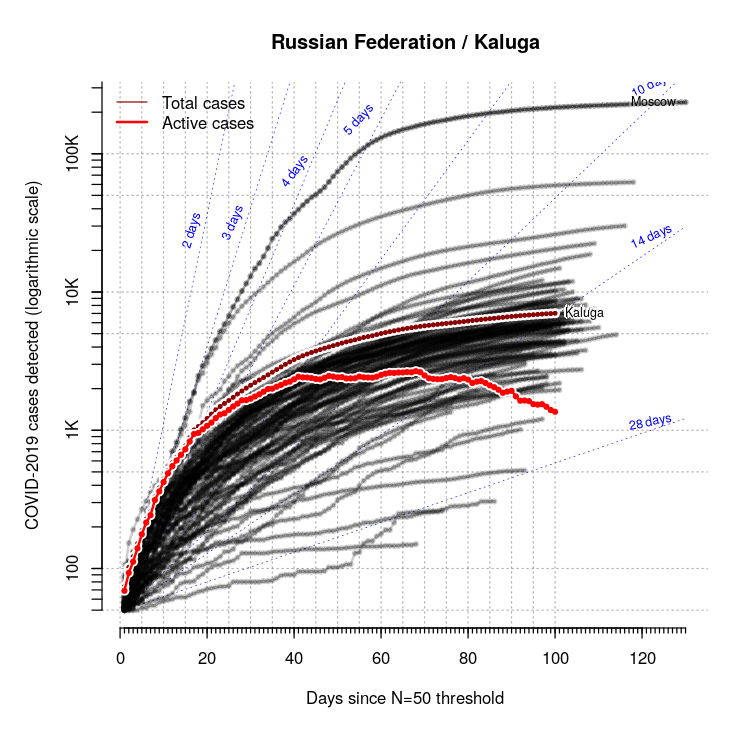 Russian Federation / Kaluga
Total cases
Active cases
2 days
3 days
4 days
5 days
10 day
14 days
28 days
Moscow
Kaluga
COVID-2019 cases detected (logarithmic scale)
100K
10K
1K
100
0 20 40 60 80 100 120
Days since N=50 threshold